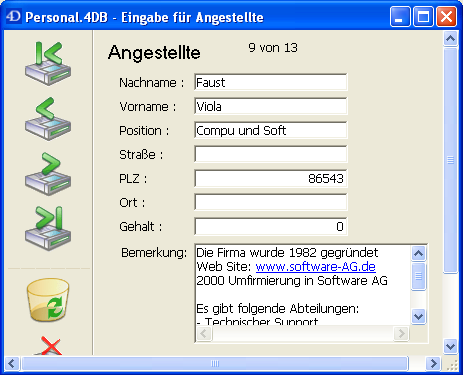 Personal.4DB - Eingabe für Angestellte
Angestellte 9 von 13
Nachname : Faust
Vorname : Viola
Position : Compu und Soft
Straße :
PLZ : 86543
Ort :
Gehalt : 0
Bemerkung: Die Firma wurde 1982 gegründet
Web Site: www.software-AG.de
2000 Umfirmierung in Software AG
Es gibt folgende Abteilungen:
- Technischer Support